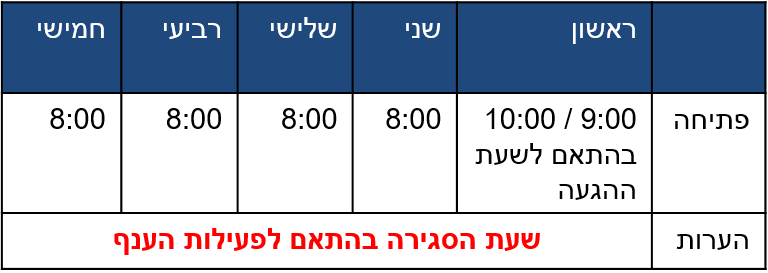 ראשון שני שלישי רביעי חמישי
פתיחה 9:00 / 10:00 8:00 8:00 8:00 8:00
בהתאם לשעת
ההגעה
הערות שעת הסגירה בהתאם לפעילות הענף